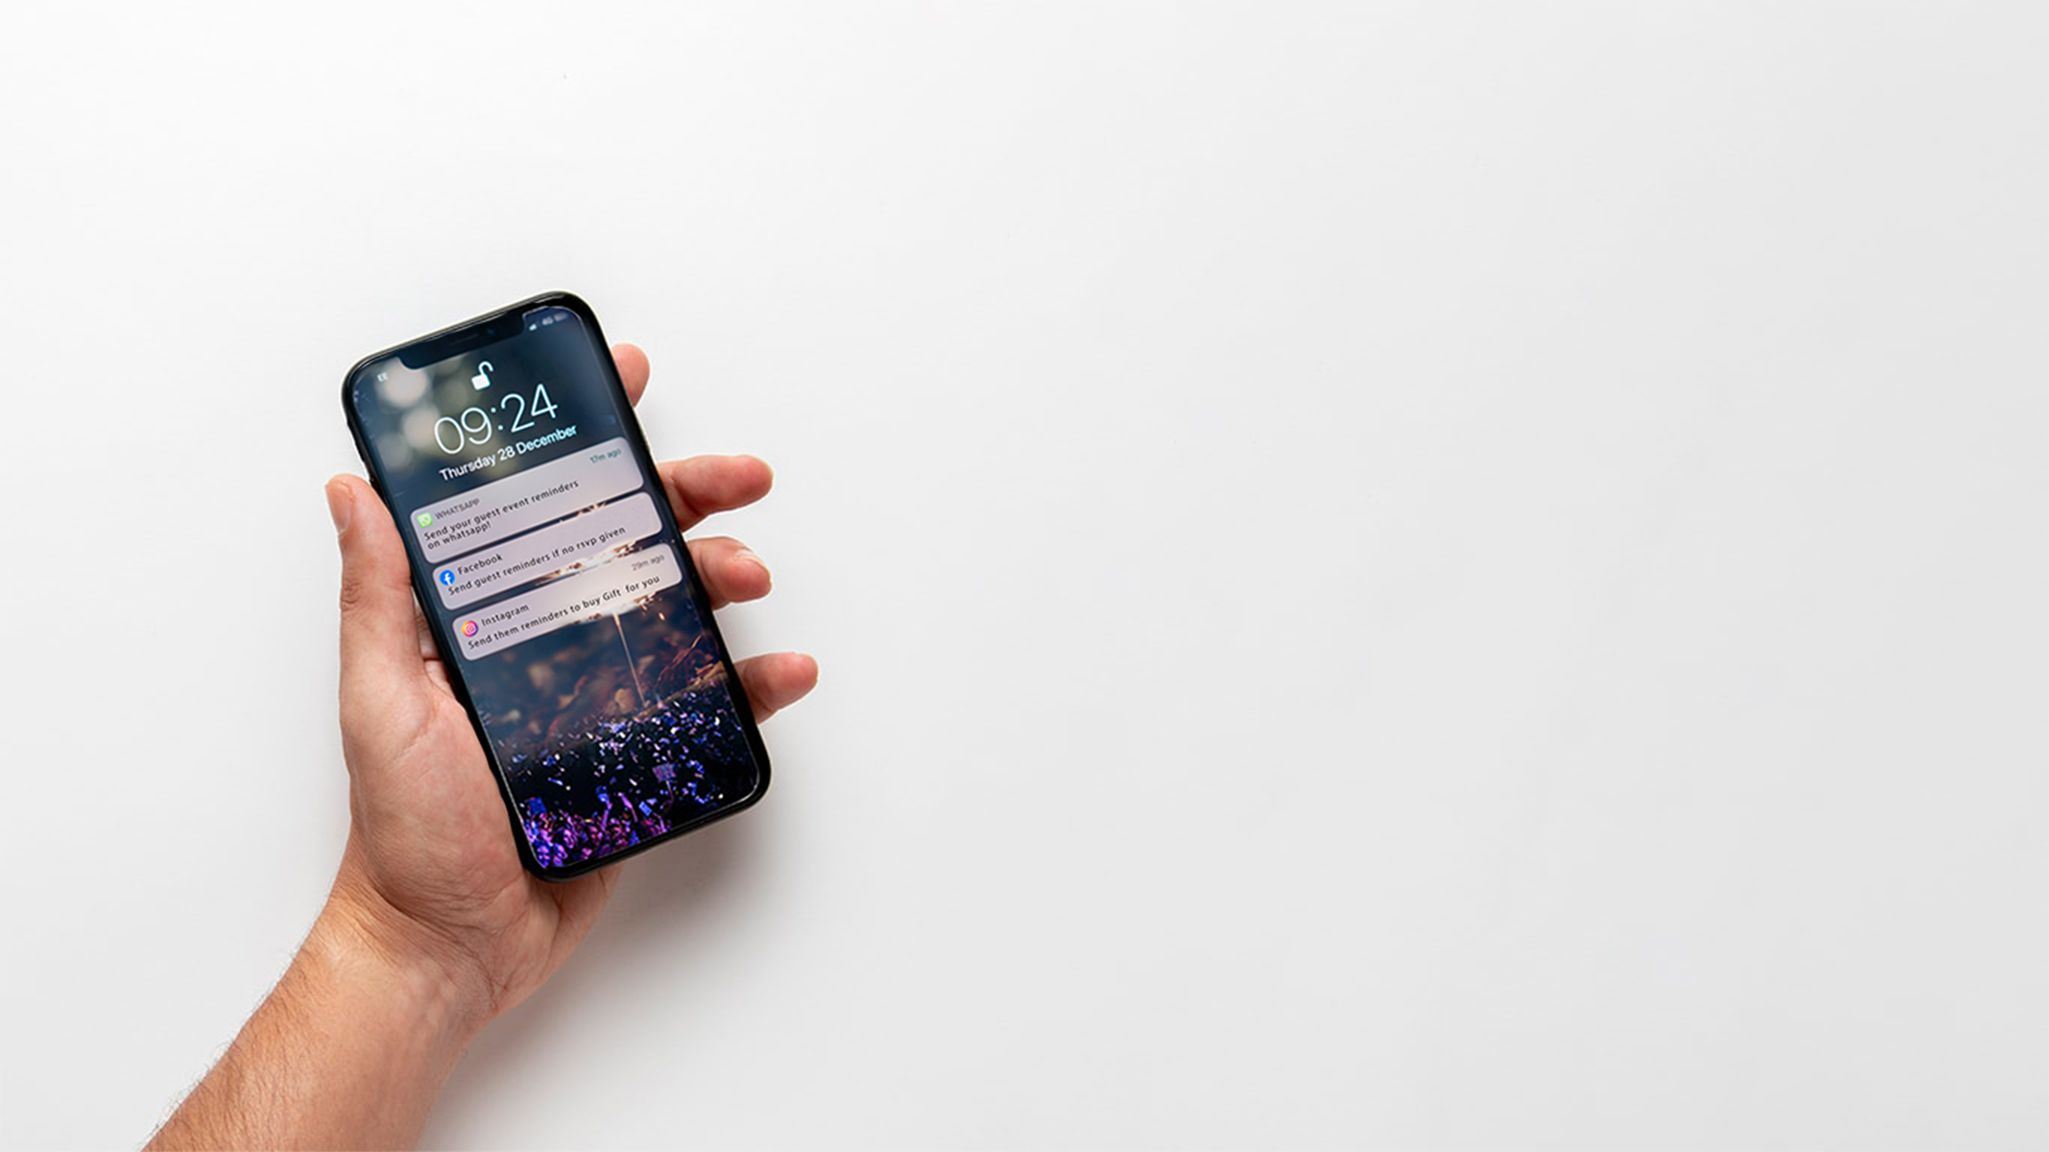 EE
4G
09:24
Thursday 28 December
WHATSAPP
17m ago
Send your guest event reminders
on whatsapp!
Facebook
Send guest reminders if no rsvp given
Instagram
29m ago
Send them reminders to buy Gift for you